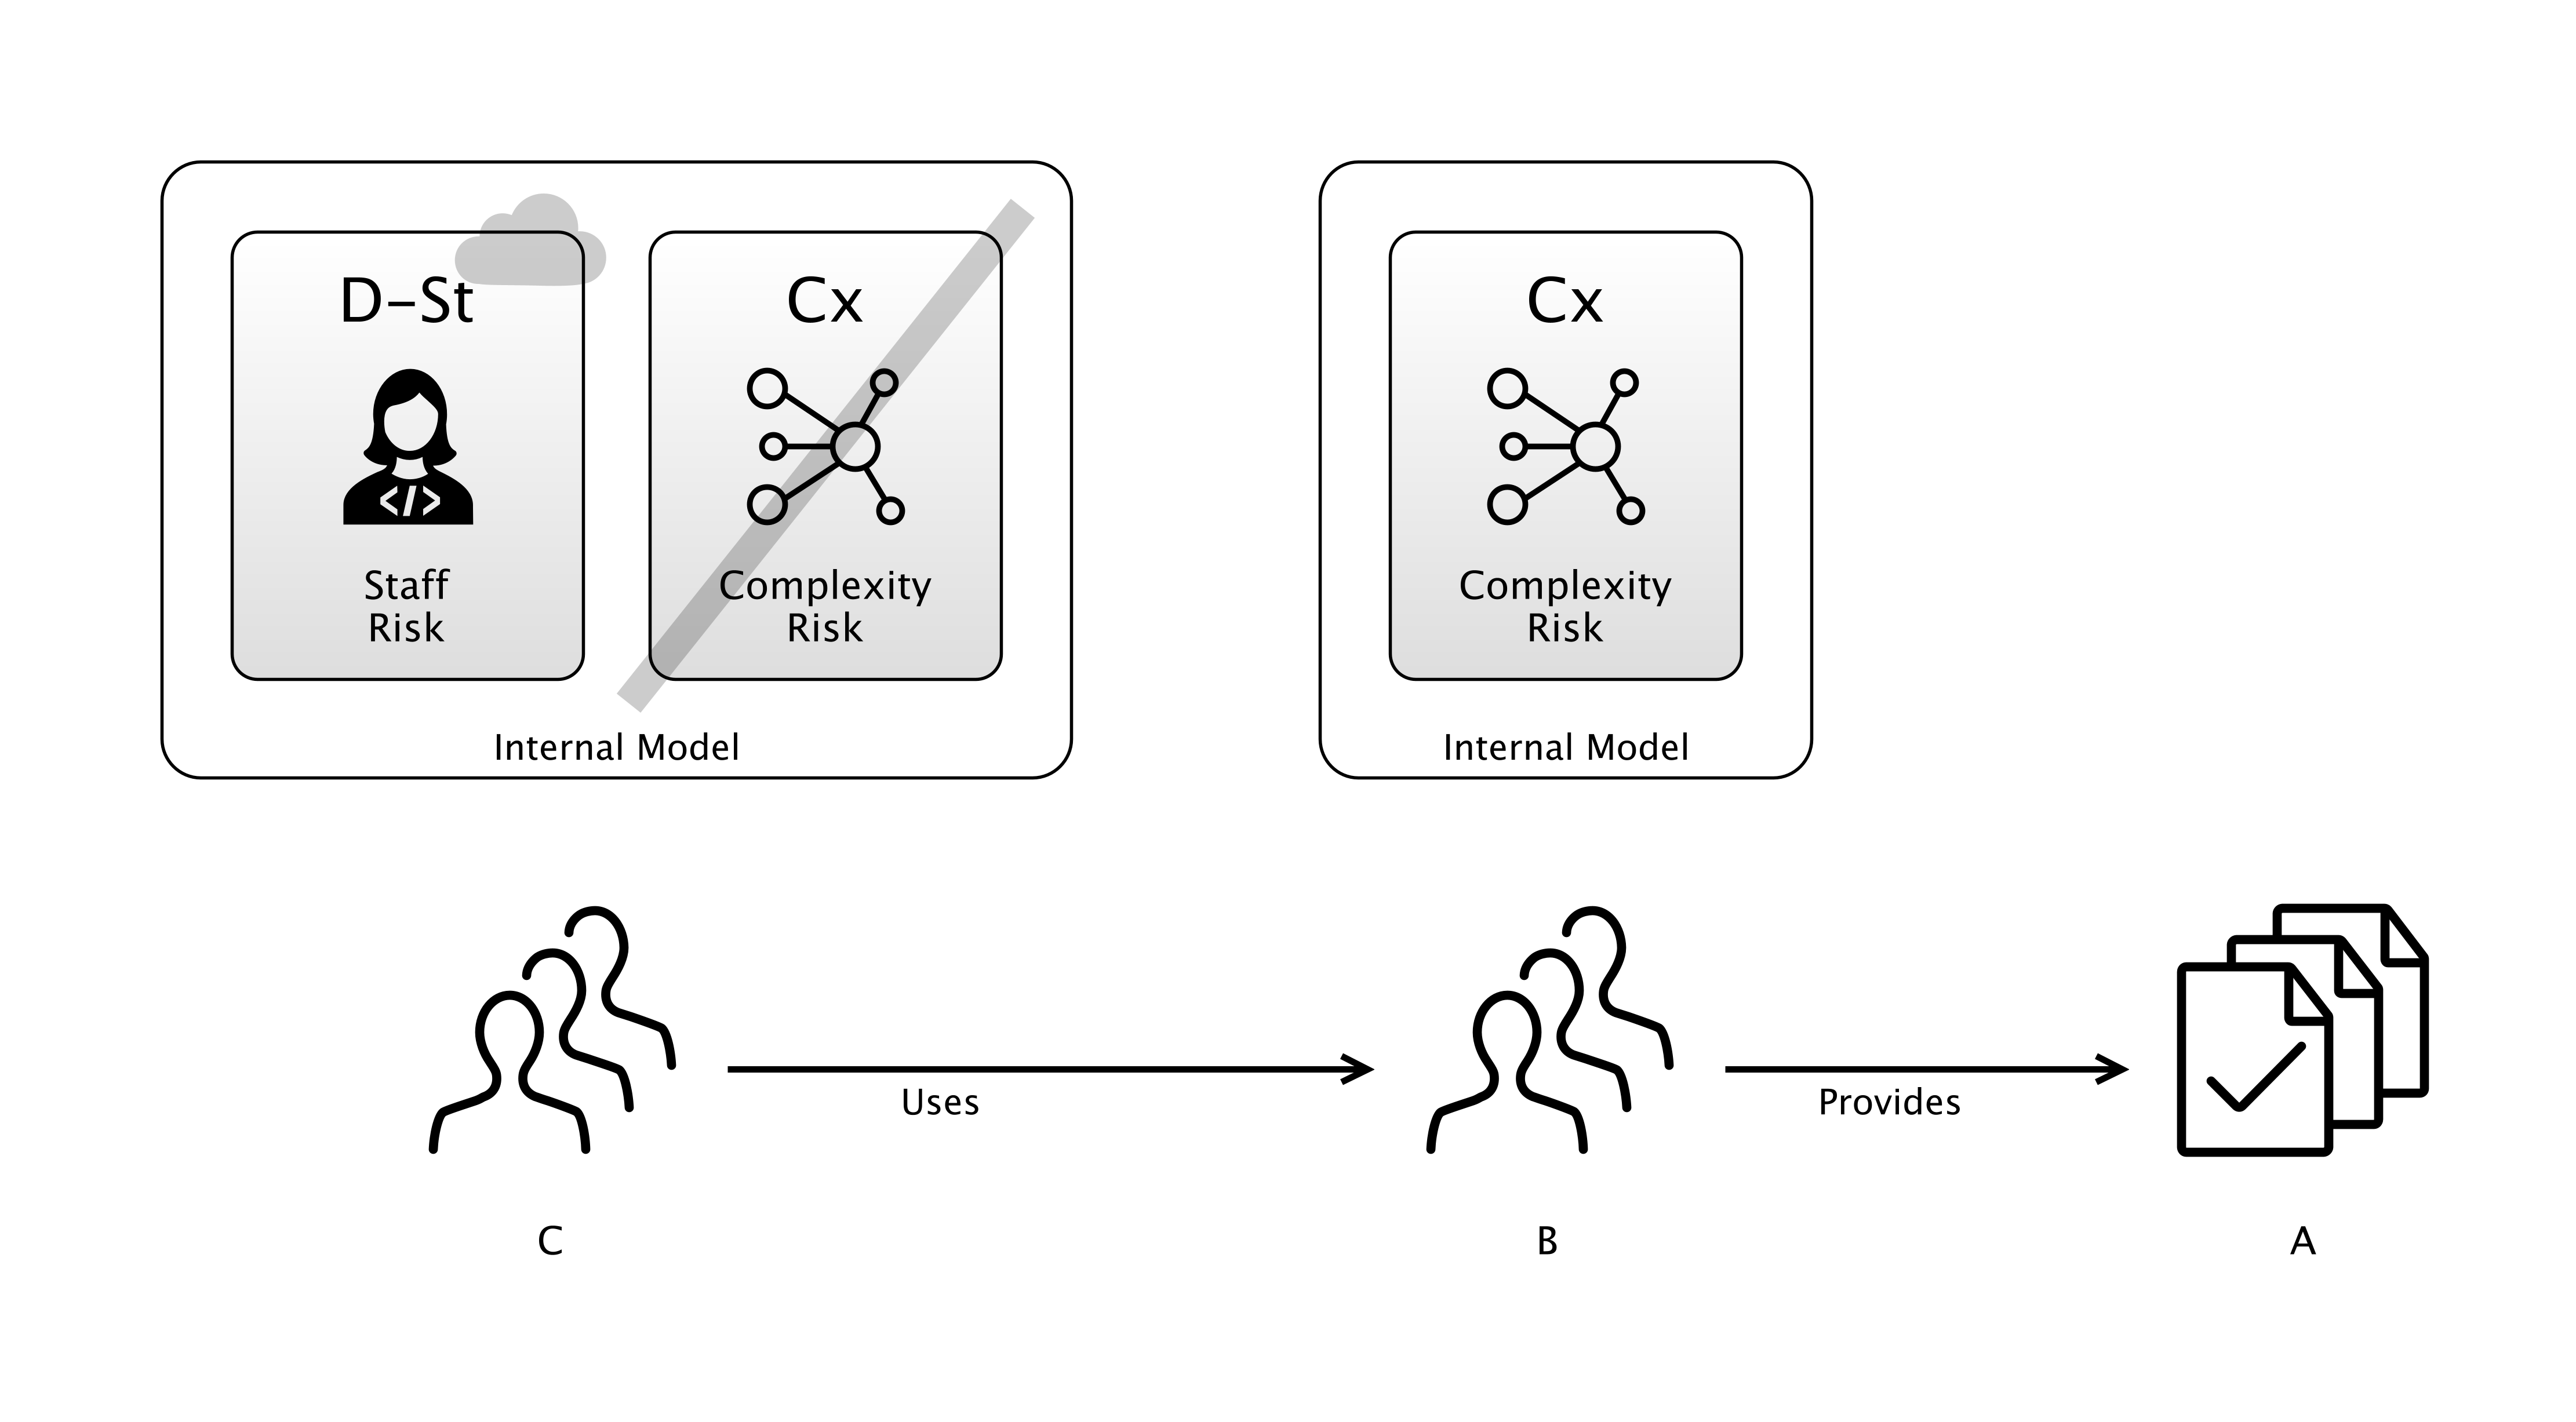 D–St
Cx
Cx
</>
Staff
Risk
Complexity
Risk
Complexity
Risk
Internal Model
Internal Model
Uses
Provides
C
B
A